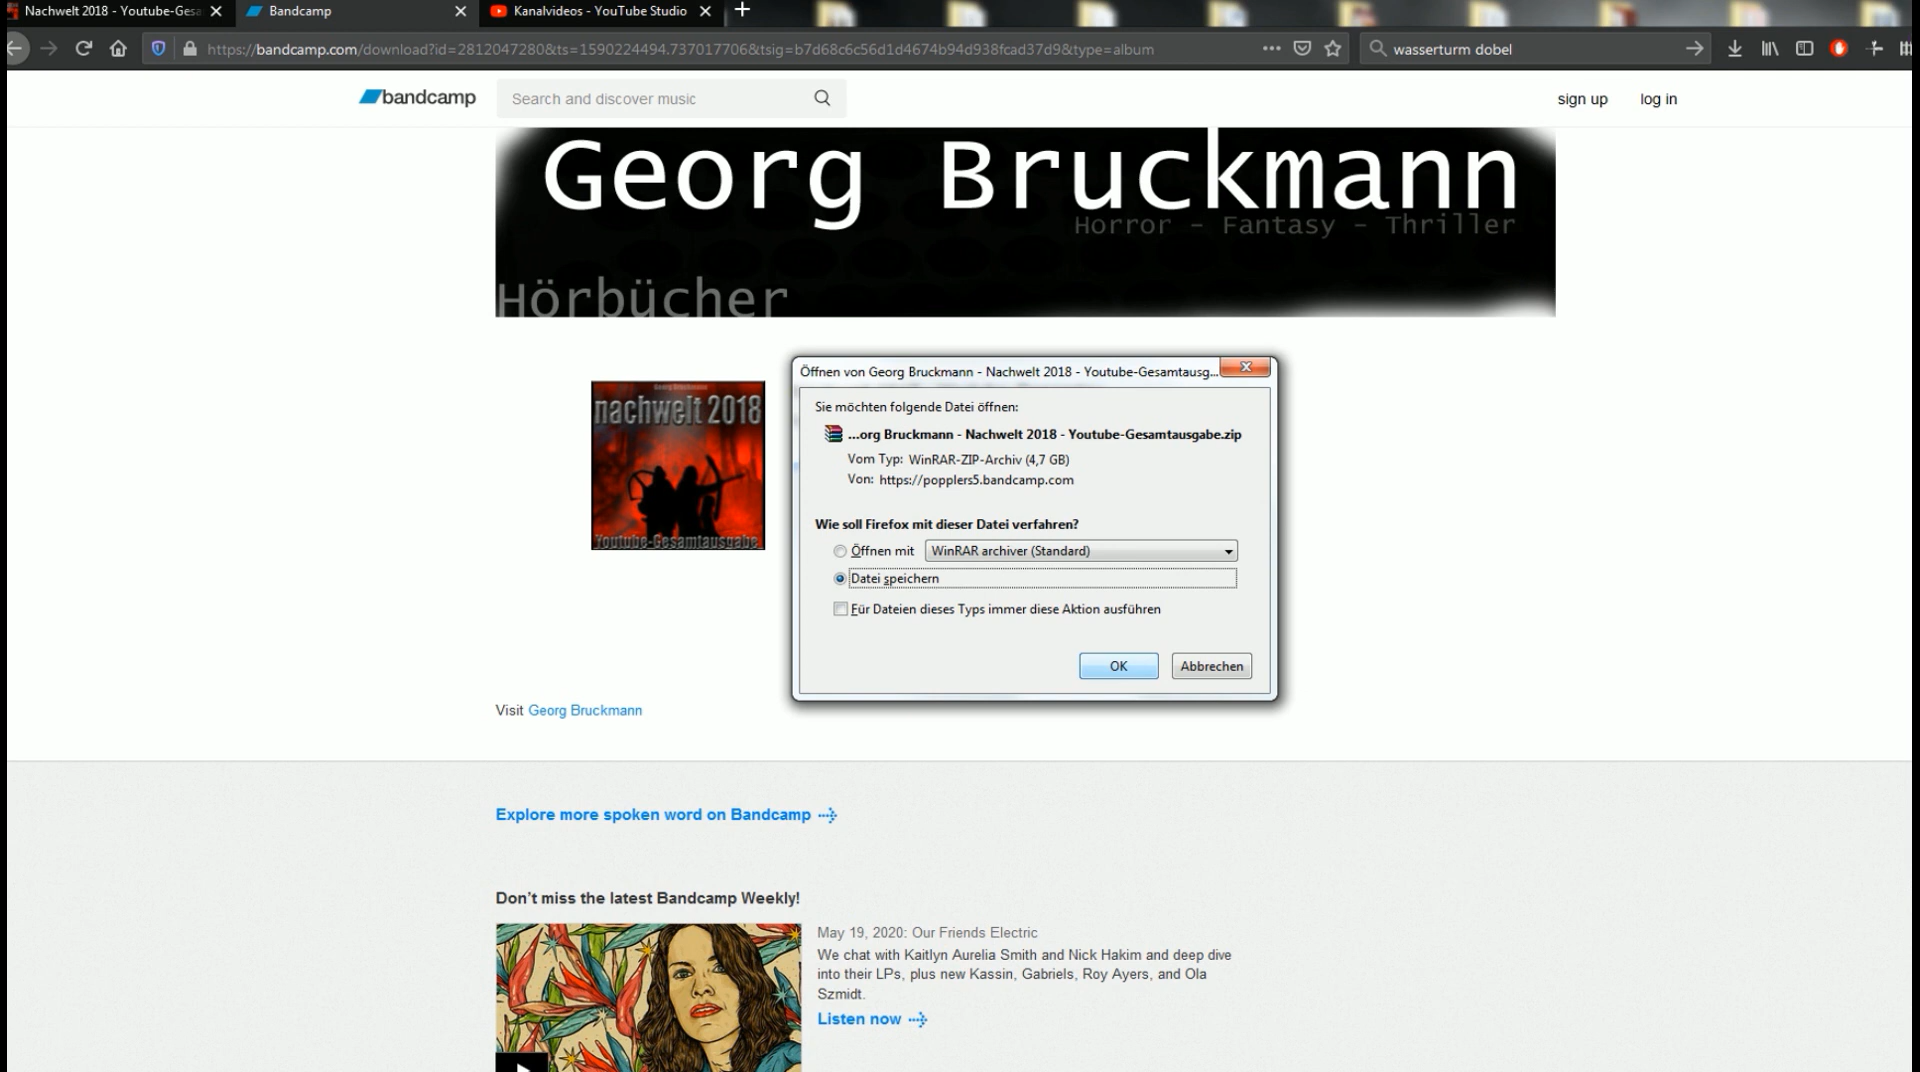 Nachwelt 2018 - Youtube-Gesa
Bandcamp
Kanalvideos - YouTube Studio
https://bandcamp.com/download?id=2812047280&ts=1590224494.737017706&tsig=b7d68c6c56d1d4674b94d938fcad37d9&type=album
wasserturm dobel
bandcamp
Search and discover music
sign up
log in
Georg Bruckmann
Horror - Fantasy - Thriller
Hörbücher
Georg Bruckmann
nachwelt 2018
Youtube-Gesamtausgabe
Öffnen von Georg Bruckmann - Nachwelt 2018 - Youtube-Gesamtausg...
Sie möchten folgende Datei öffnen:
...org Bruckmann - Nachwelt 2018 - Youtube-Gesamtausgabe.zip
Vom Typ: WinRAR-ZIP-Archiv (4,7 GB)
Von: https://popplers5.bandcamp.com
Wie soll Firefox mit dieser Datei verfahren?
Öffnen mit WinRAR archiver (Standard)
Datei speichern
Für Dateien dieses Typs immer diese Aktion ausführen
OK
Abbrechen
Visit Georg Bruckmann
Explore more spoken word on Bandcamp
Don't miss the latest Bandcamp Weekly!
May 19, 2020: Our Friends Electric
We chat with Kaitlyn Aurelia Smith and Nick Hakim and deep dive
into their LPs, plus new Kassin, Gabriels, Roy Ayers, and Ola
Szmidt.
Listen now